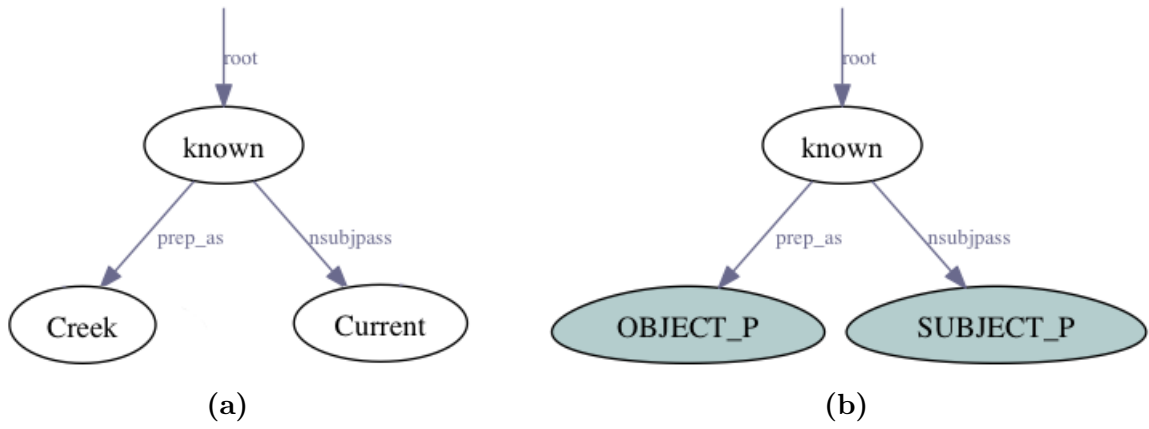 root root
known known
prep_as nsubjpass prep_as nsubjpass
Creek Current OBJECT_P SUBJECT_P
(a) (b)